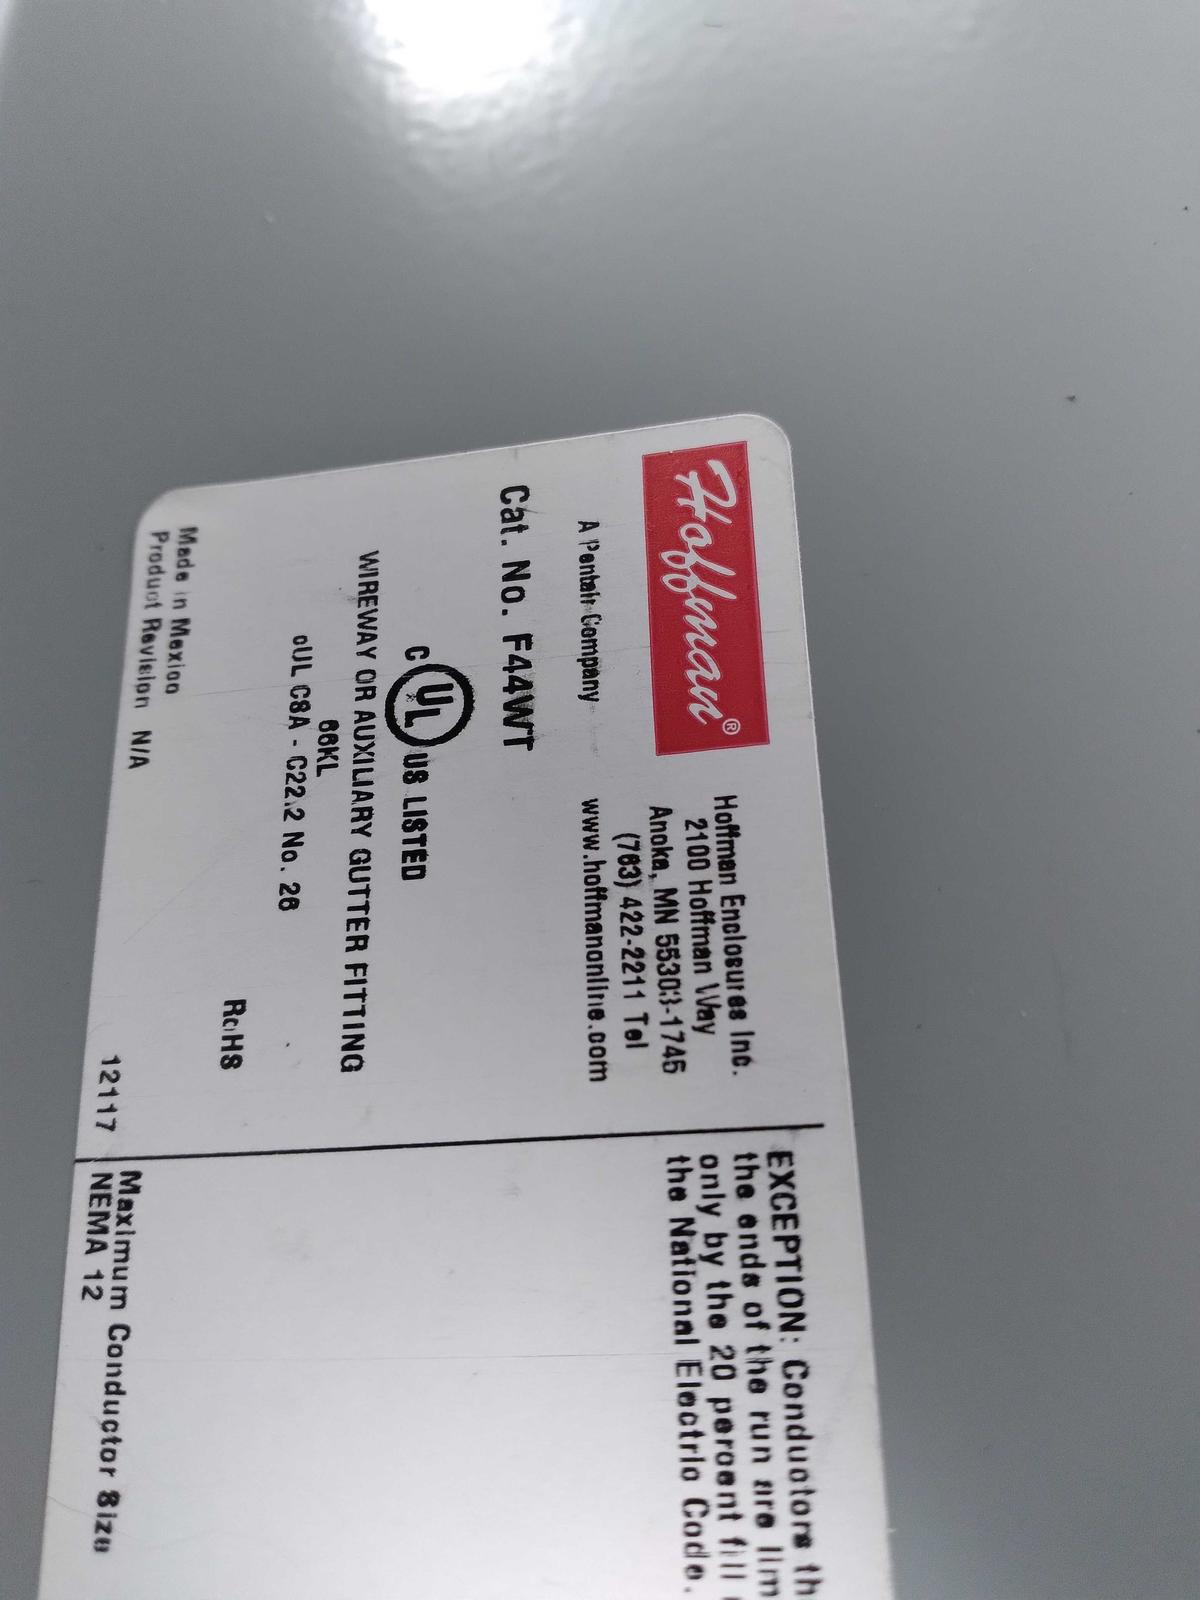 Hoffman®
A Pentair Company
Hoffman Enclosures Inc.
2100 Hoffman Way
Anoka, MN 55303-1745
(763) 422-2211 Tel
www.hoffmanonline.com
Cat. No. F44WT
C UL US LISTED
WIREWAY OR AUXILIARY GUTTER FITTING
66KL
cUL CSA - C22.2 No. 26
RoHS
Made in Mexico
Product Revision N/A
12117
EXCEPTION: Conductors
the ends of the run are
only by the 20 percent fill
the National Electric Code.
Maximum Conductor Size
NEMA 12